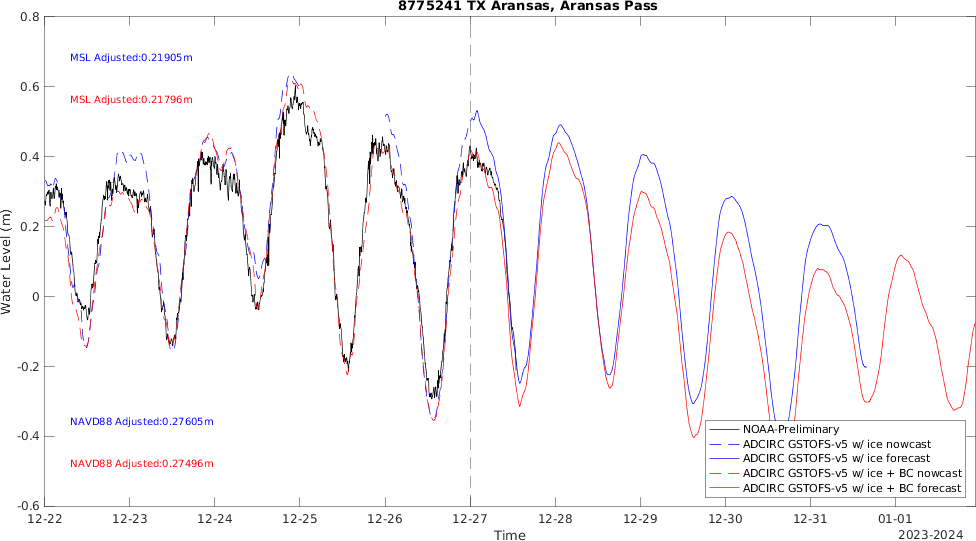 8775241 TX Aransas, Aransas Pass
0.8
0.6
0.4
0.2
0
-0.2
-0.4
-0.6
Water Level (m)
MSL Adjusted:0.21905m
MSL Adjusted:0.21796m
NAVD88 Adjusted:0.27605m
NAVD88 Adjusted:0.27496m
NOAA-Preliminary
ADCIRC GSTOFS-v5 w/ ice nowcast
ADCIRC GSTOFS-v5 w/ ice forecast
ADCIRC GSTOFS-v5 w/ ice + BC nowcast
ADCIRC GSTOFS-v5 w/ ice + BC forecast
12-22 12-23 12-24 12-25 12-26 12-27 12-28 12-29 12-30 12-31 01-01
Time
2023-2024